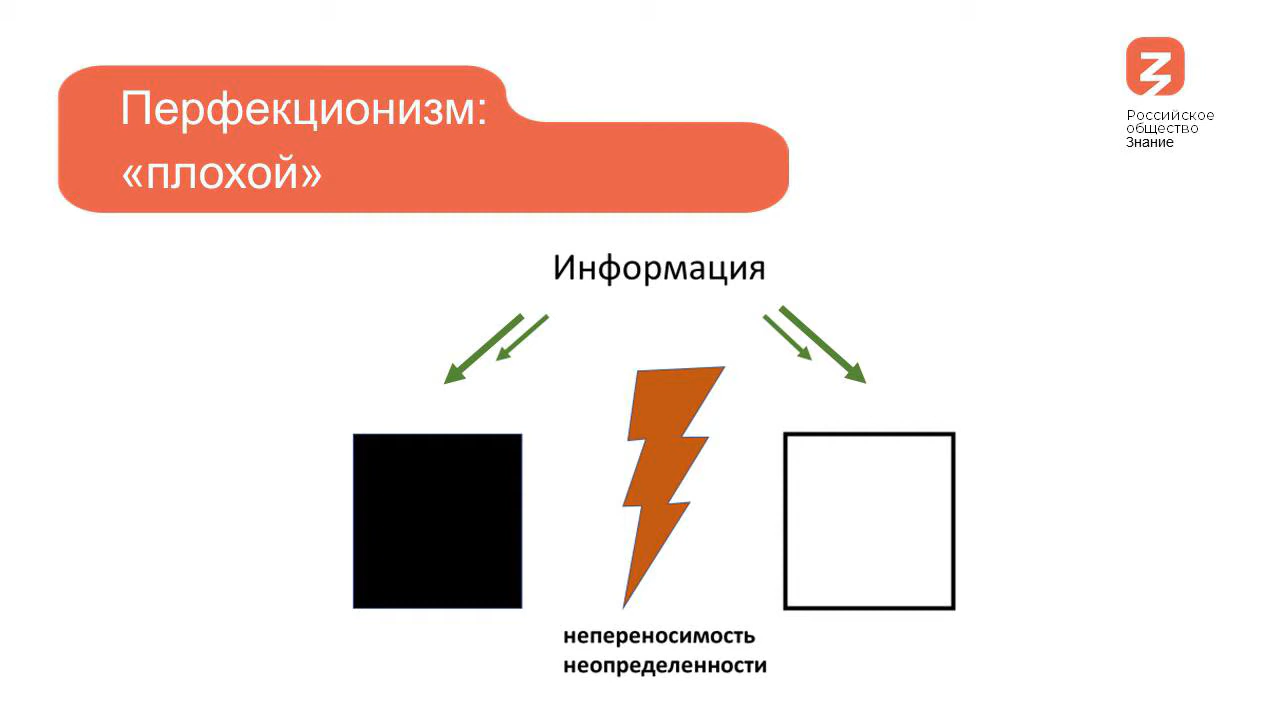 Перфекционизм:
«плохой»
Российское
общество
Знание
Информация
непереносимость
неопределенности